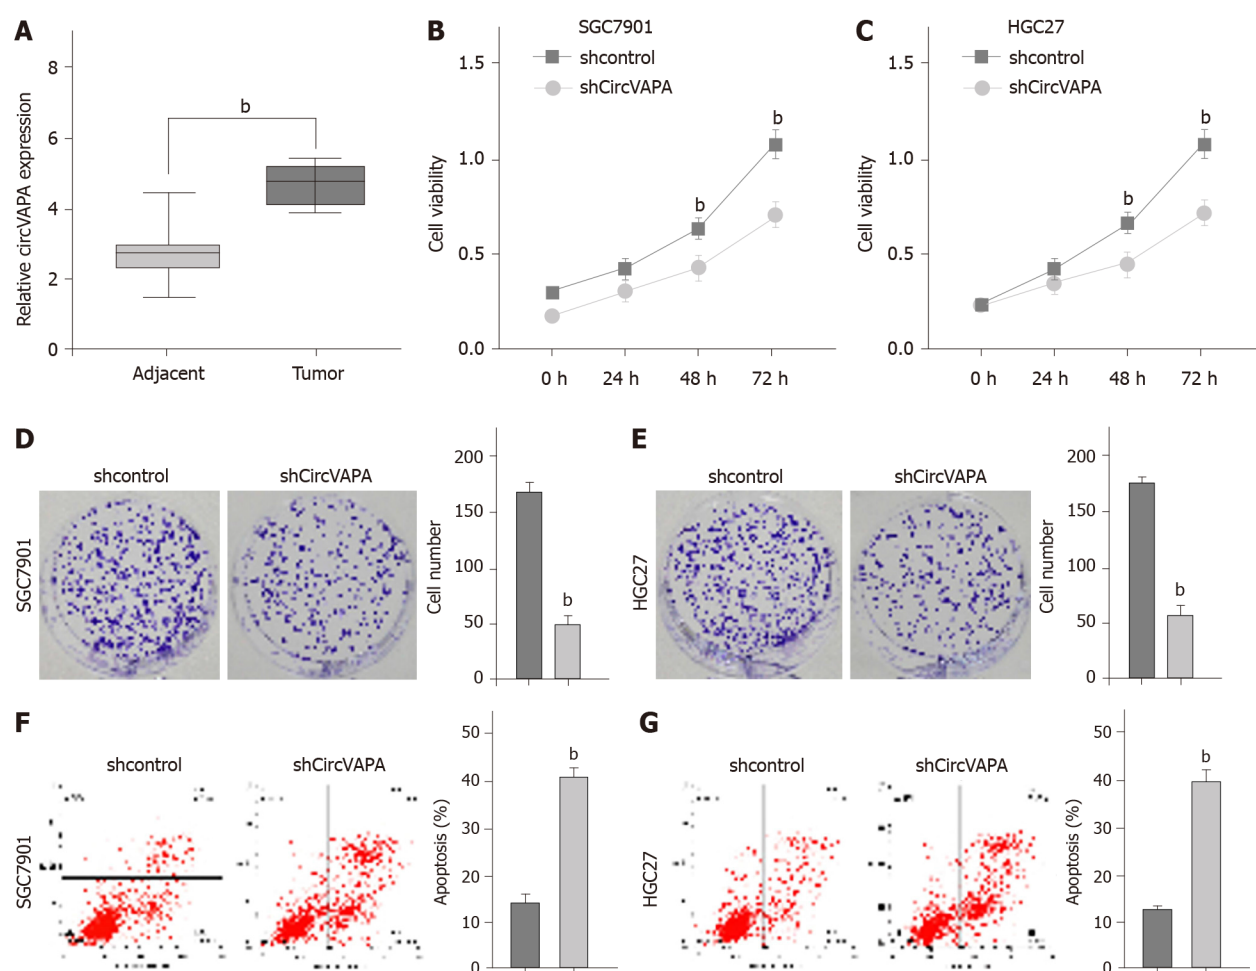 A
Relative circVAPA expression
8
6
4
2
0
b
Adjacent
Tumor
B
SGC7901
shcontrol
shCircVAPA
Cell viability
1.5
1.0
0.5
0.0
b
b
0 h
24 h
48 h
72 h
C
HGC27
shcontrol
shCircVAPA
Cell viability
1.5
1.0
0.5
0.0
b
b
0 h
24 h
48 h
72 h
D
shcontrol
shCircVAPA
SGC7901
Cell number
200
150
100
50
0
b
E
shcontrol
shCircVAPA
HGC27
Cell number
200
150
100
50
0
b
F
shcontrol
shCircVAPA
SGC7901
Apoptosis (%)
50
40
30
20
10
0
b
G
shcontrol
shCircVAPA
HGC27
Apoptosis (%)
50
40
30
20
10
0
b